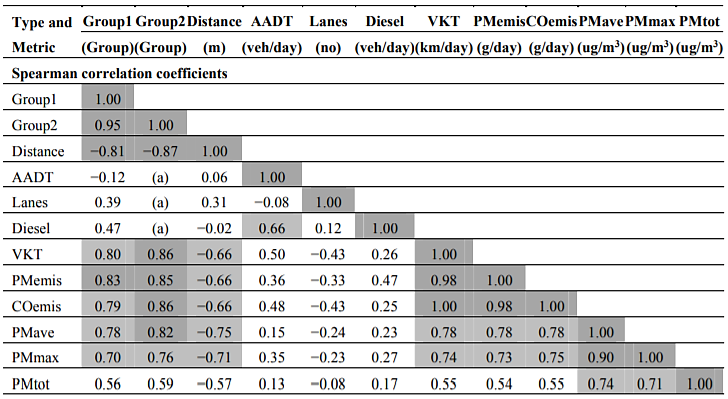 Type and Group1 Group2 Distance AADT Lanes Diesel VKT PMemis COemis PMave PMmax PMtot
Metric (Group) (Group) (m) (veh/day) (no) (veh/day) (km/day) (g/day) (g/day) (ug/m³) (ug/m³) (ug/m³)
Spearman correlation coefficients
Group1 1.00
Group2 0.95 1.00
Distance −0.81 −0.87 1.00
AADT −0.12 (a) 0.06 1.00
Lanes 0.39 (a) 0.31 −0.08 1.00
Diesel 0.47 (a) −0.02 0.66 0.12 1.00
VKT 0.80 0.86 −0.66 0.50 −0.43 0.26 1.00
PMemis 0.83 0.85 −0.66 0.36 −0.33 0.47 0.98 1.00
COemis 0.79 0.86 −0.66 0.48 −0.43 0.25 1.00 0.98 1.00
PMave 0.78 0.82 −0.75 0.15 −0.24 0.23 0.78 0.78 0.78 1.00
PMmax 0.70 0.76 −0.71 0.35 −0.23 0.27 0.74 0.73 0.75 0.90 1.00
PMtot 0.56 0.59 −0.57 0.13 −0.08 0.17 0.55 0.54 0.55 0.74 0.71 1.00